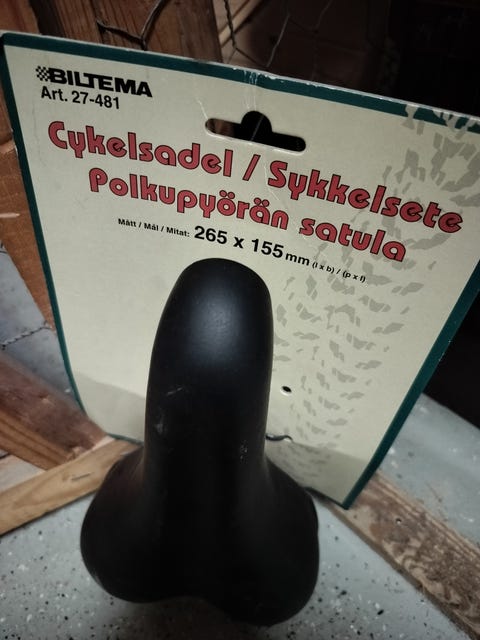 BILTEMA
Art. 27-481
Cykelsadel / Sykkelsete
Polkupyörän satula
Mått / Mål / Mitat: 265 x 155 mm (l x b) / (p x l)